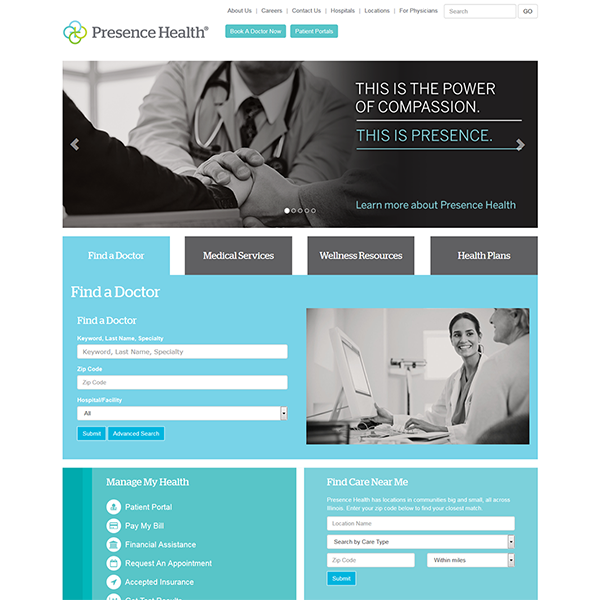 About Us | Careers | Contact Us | Hospitals | Locations | For Physicians
Search
GO
Presence Health®
Book A Doctor Now
Patient Portals
THIS IS THE POWER
OF COMPASSION.
THIS IS PRESENCE.
Learn more about Presence Health
Find a Doctor
Medical Services
Wellness Resources
Health Plans
Find a Doctor
Find a Doctor
Keyword, Last Name, Specialty
Keyword, Last Name, Specialty
Zip Code
Zip Code
Hospital/Facility
All
Submit
Advanced Search
Manage My Health
Patient Portal
Pay My Bill
Financial Assistance
Request An Appointment
Accepted Insurance
Get Test Results
Find Care Near Me
Presence Health has locations in communities big and small, all across
Illinois. Enter your zip code below to find your closest match.
Location Name
Search by Care Type
Zip Code
Within miles
Submit